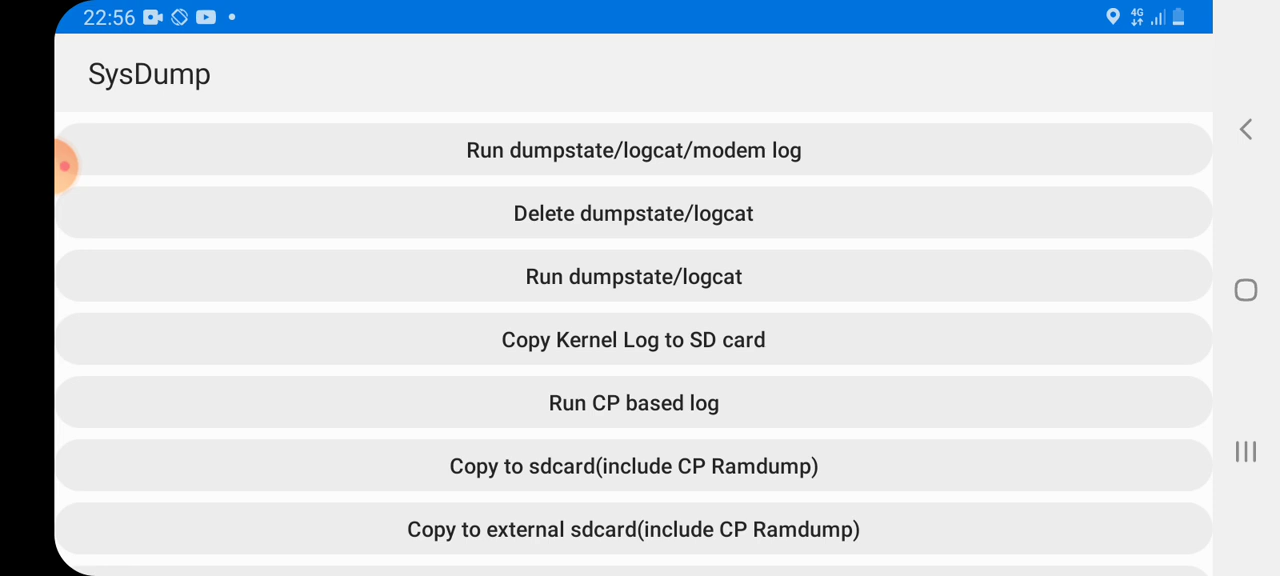 22:56
4G
SysDump
Run dumpstate/logcat/modem log
Delete dumpstate/logcat
Run dumpstate/logcat
Copy Kernel Log to SD card
Run CP based log
Copy to sdcard(include CP Ramdump)
Copy to external sdcard(include CP Ramdump)